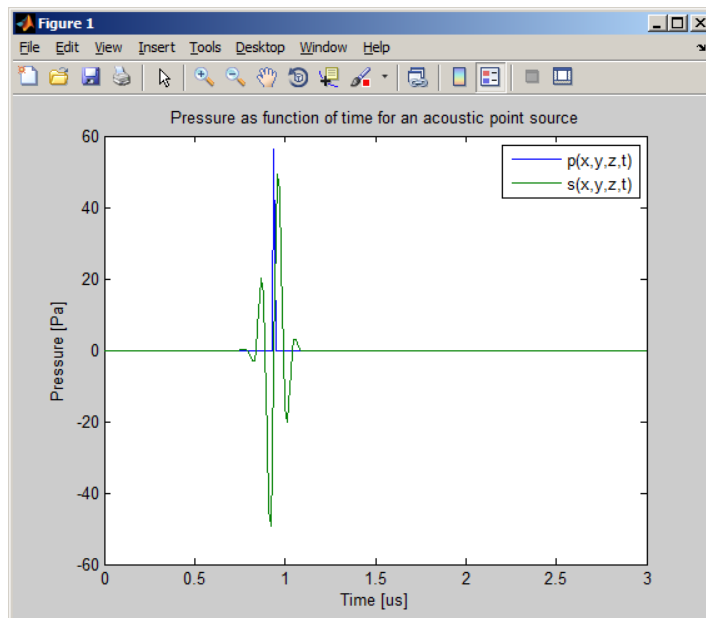 Figure 1
File Edit View Insert Tools Desktop Window Help
Pressure as function of time for an acoustic point source
60
40
20
0
-20
-40
-60
Pressure [Pa]
p(x,y,z,t)
s(x,y,z,t)
0 0.5 1 1.5 2 2.5 3
Time [us]